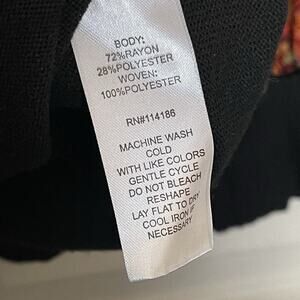 BODY:
72%RAYON
28%POLYESTER
WOVEN:
100%POLYESTER
RN#114186
MACHINE WASH
COLD
WITH LIKE COLORS
GENTLE CYCLE
DO NOT BLEACH
RESHAPE
LAY FLAT TO DRY
COOL IRON IF
NECESSARY